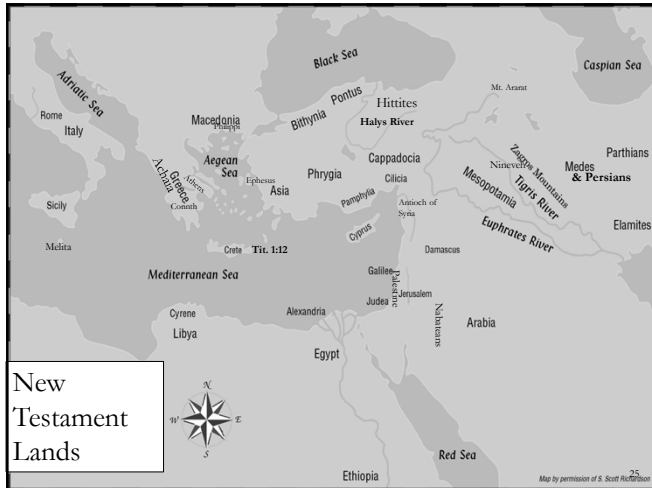 Black Sea
Caspian Sea
Adriatic Sea
Mt. Ararat
Rome
Italy
Macedonia
Philippi
Bithynia
Pontus
Hittites
Halys River
Parthians
Zagros Mountains
Medes
& Persians
Nineveh
Tigris River
Aegean
Sea
Achaia
Greece
Athens
Corinth
Ephesus
Asia
Phrygia
Cappadocia
Cilicia
Mesopotamia
Sicily
Pamphylia
Antioch of
Syria
Elamites
Euphrates River
Melita
Crete
Tit. 1:12
Cyprus
Damascus
Mediterranean Sea
Galilee
Palestine
Jerusalem
Judea
Nabateans
Cyrene
Libya
Alexandria
Arabia
Egypt
New
Testament
Lands
N
W
E
S
Red Sea
Ethiopia
25
Map by permission of S. Scott Richardson